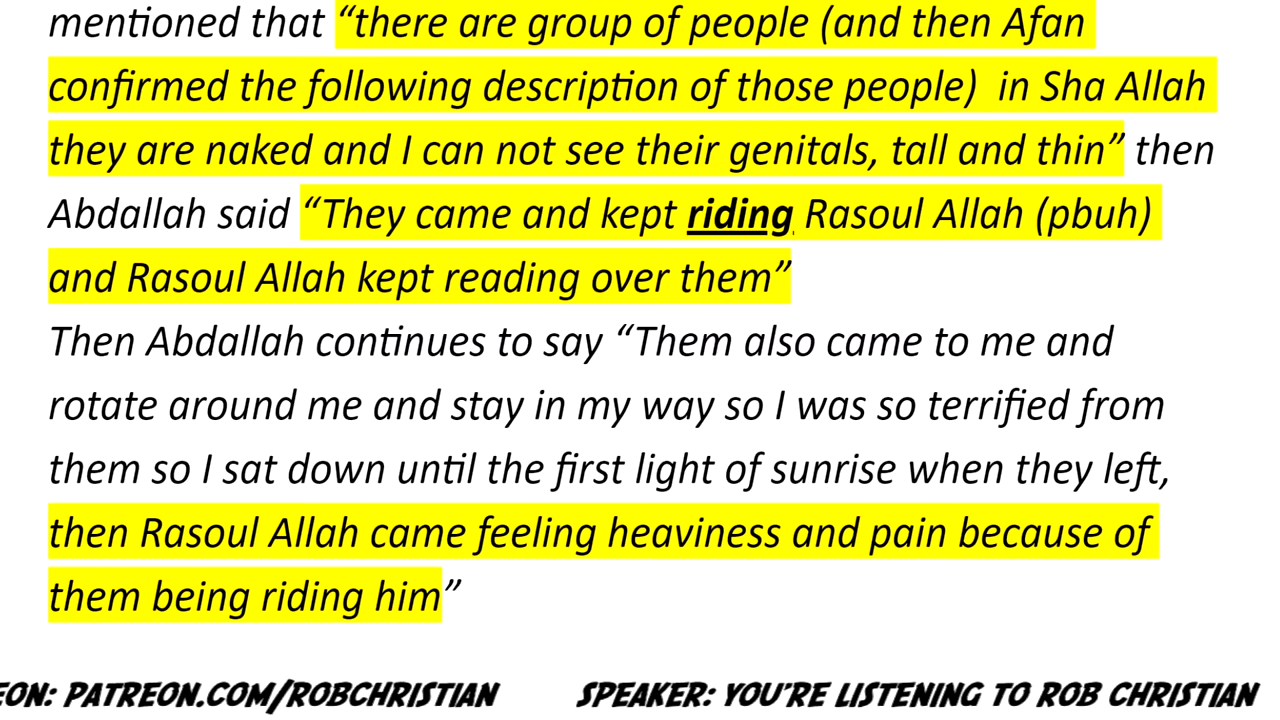 mentioned that “there are group of people (and then Afan
confirmed the following description of those people)  in Sha Allah
they are naked and I can not see their genitals, tall and thin” then
Abdallah said “They came and kept riding Rasoul Allah (pbuh)
and Rasoul Allah kept reading over them”
Then Abdallah continues to say “Them also came to me and
rotate around me and stay in my way so I was so terrified from
them so I sat down until the first light of sunrise when they left,
then Rasoul Allah came feeling heaviness and pain because of
them being riding him”
EON: PATREON.COM/ROBCHRISTIAN SPEAKER: YOU'RE LISTENING TO ROB CHRISTIAN